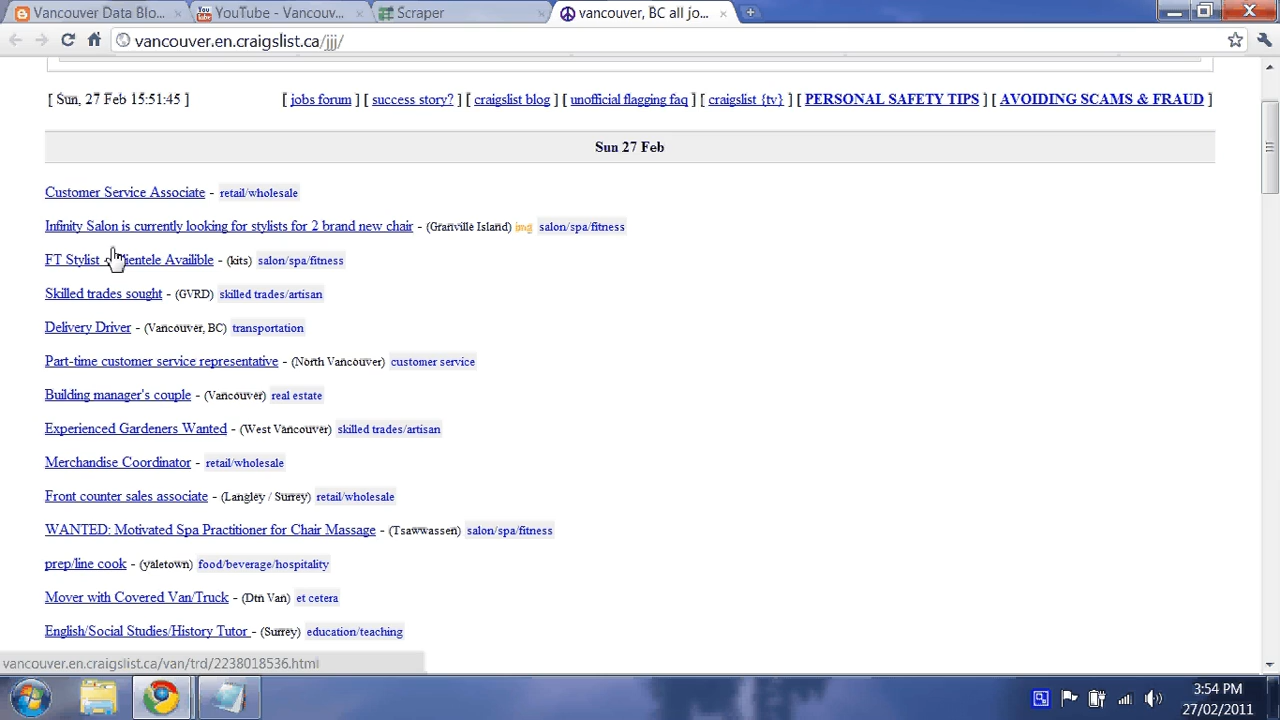 Vancouver Data Blo...
YouTube - Vancouv...
Scraper
vancouver, BC all jo...
vancouver.en.craigslist.ca/jjj/
[ Sun, 27 Feb 15:51:45 ] [ jobs forum ] [ success story? ] [ craigslist blog ] [ unofficial flagging faq ] [ craigslist {tv} ] [ PERSONAL SAFETY TIPS ] [ AVOIDING SCAMS & FRAUD ]
Sun 27 Feb
Customer Service Associate - retail/wholesale
Infinity Salon is currently looking for stylists for 2 brand new chair - (Granville Island) img salon/spa/fitness
FT Stylist - Availible - (kits) salon/spa/fitness
Skilled trades sought - (GVRD) skilled trades/artisan
Delivery Driver - (Vancouver, BC) transportation
Part-time customer service representative - (North Vancouver) customer service
Building manager's couple - (Vancouver) real estate
Experienced Gardeners Wanted - (West Vancouver) skilled trades/artisan
Merchandise Coordinator - retail/wholesale
Front counter sales associate - (Langley / Surrey) retail/wholesale
WANTED: Motivated Spa Practitioner for Chair Massage - (Tsawwassen) salon/spa/fitness
prep/line cook - (yaletown) food/beverage/hospitality
Mover with Covered Van/Truck - (Dtn Van) et cetera
English/Social Studies/History Tutor - (Surrey) education/teaching
vancouver.en.craigslist.ca/van/trd/2238018536.html
3:54 PM
27/02/2011